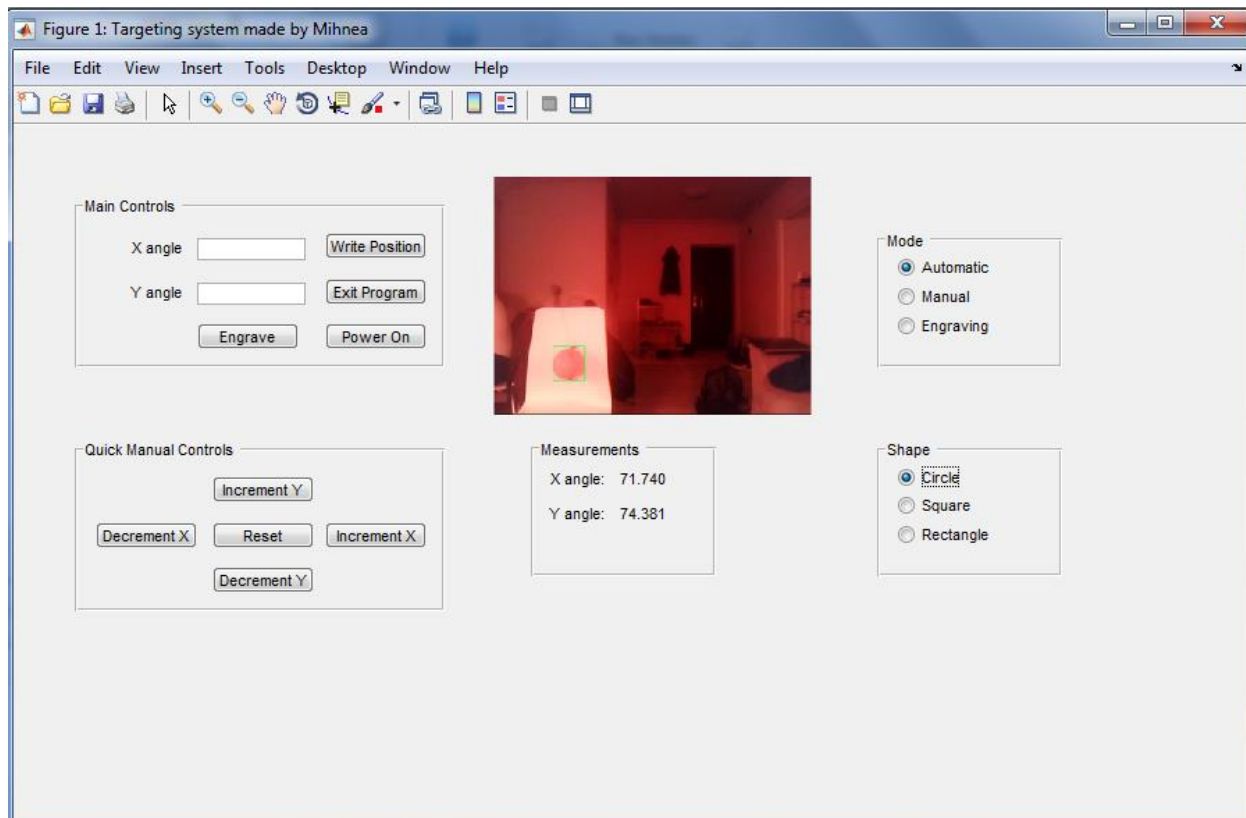 Figure 1: Targeting system made by Mihnea
File Edit View Insert Tools Desktop Window Help
Main Controls
X angle Write Position
Y angle Exit Program
Engrave Power On
Mode
Automatic
Manual
Engraving
Quick Manual Controls
Increment Y
Decrement X Reset Increment X
Decrement Y
Measurements
X angle: 71.740
Y angle: 74.381
Shape
Circle
Square
Rectangle